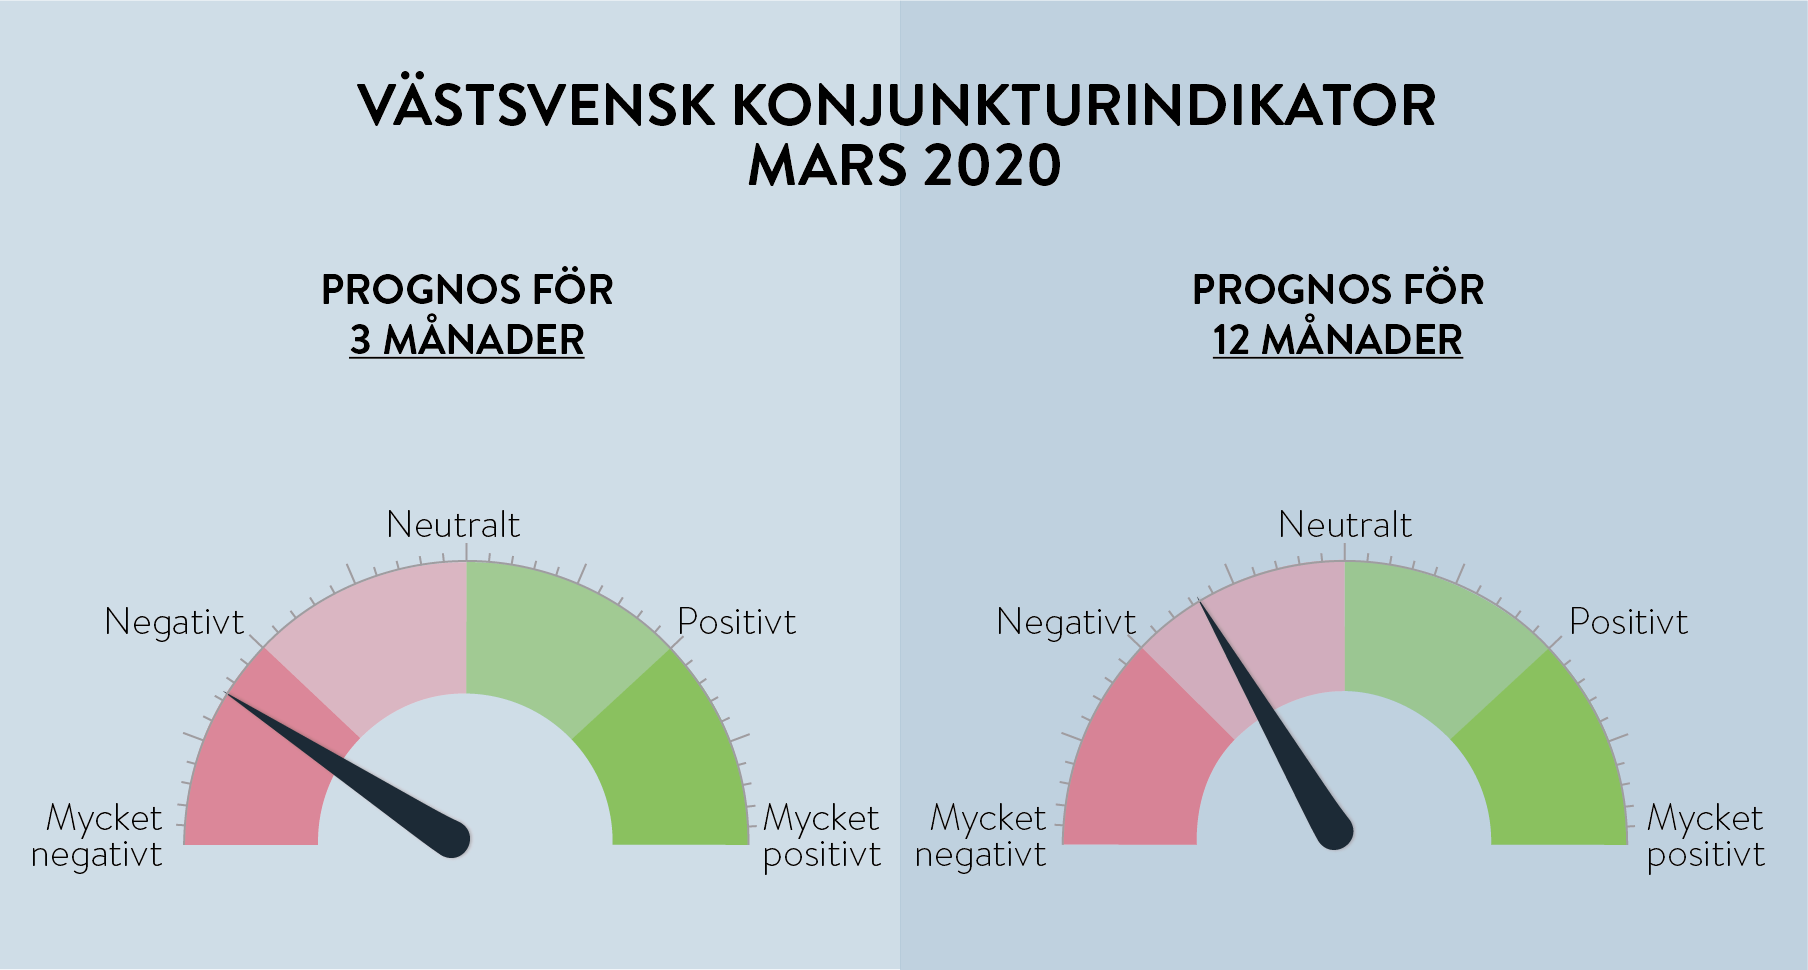 VÄSTSVENSK KONJUNKTURINDIKATOR
MARS 2020
PROGNOS FÖR
3 MÅNADER
Neutralt
Negativt
Positivt
Mycket
negativt
Mycket
positivt
PROGNOS FÖR
12 MÅNADER
Neutralt
Negativt
Positivt
Mycket
negativt
Mycket
positivt